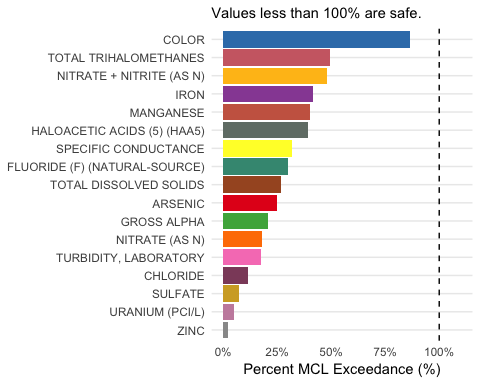 Values less than 100% are safe.
COLOR
TOTAL TRIHALOMETHANES
NITRATE + NITRITE (AS N)
IRON
MANGANESE
HALOACETIC ACIDS (5) (HAA5)
SPECIFIC CONDUCTANCE
FLUORIDE (F) (NATURAL-SOURCE)
TOTAL DISSOLVED SOLIDS
ARSENIC
GROSS ALPHA
NITRATE (AS N)
TURBIDITY, LABORATORY
CHLORIDE
SULFATE
URANIUM (PCI/L)
ZINC
0% 25% 50% 75% 100%
Percent MCL Exceedance (%)